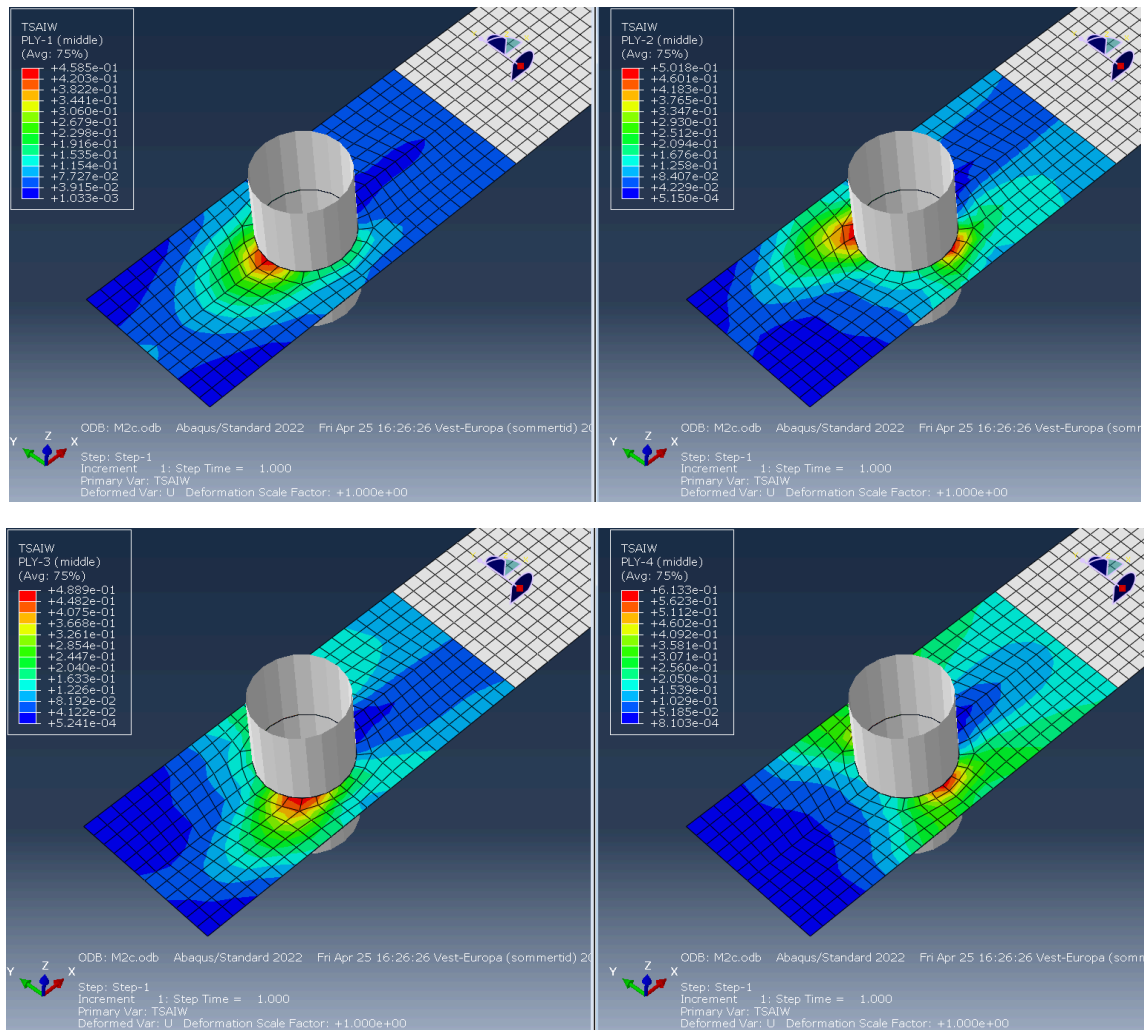 TSAIW
PLY-1 (middle)
(Avg: 75%)
+4.585e-01
+4.203e-01
+3.822e-01
+3.441e-01
+3.060e-01
+2.679e-01
+2.298e-01
+1.916e-01
+1.535e-01
+1.154e-01
+7.727e-02
+3.915e-02
+1.033e-03
Y Z X
ODB: M2c.odb Abaqus/Standard 2022 Fri Apr 25 16:26:26 Vest-Europa (sommertid) 20
Step: Step-1
Increment 1: Step Time = 1.000
Primary Var: TSAIW
Deformed Var: U Deformation Scale Factor: +1.000e+00
TSAIW
PLY-2 (middle)
(Avg: 75%)
+5.018e-01
+4.601e-01
+4.183e-01
+3.765e-01
+3.347e-01
+2.930e-01
+2.512e-01
+2.094e-01
+1.676e-01
+1.258e-01
+8.407e-02
+4.229e-02
+5.150e-04
Y Z X
ODB: M2c.odb Abaqus/Standard 2022 Fri Apr 25 16:26:26 Vest-Europa (sommer
Step: Step-1
Increment 1: Step Time = 1.000
Primary Var: TSAIW
Deformed Var: U Deformation Scale Factor: +1.000e+00
TSAIW
PLY-3 (middle)
(Avg: 75%)
+4.889e-01
+4.482e-01
+4.075e-01
+3.668e-01
+3.261e-01
+2.854e-01
+2.447e-01
+2.040e-01
+1.633e-01
+1.226e-01
+8.192e-02
+4.122e-02
+5.241e-04
Y Z X
ODB: M2c.odb Abaqus/Standard 2022 Fri Apr 25 16:26:26 Vest-Europa (sommertid) 20
Step: Step-1
Increment 1: Step Time = 1.000
Primary Var: TSAIW
Deformed Var: U Deformation Scale Factor: +1.000e+00
TSAIW
PLY-4 (middle)
(Avg: 75%)
+6.133e-01
+5.623e-01
+5.112e-01
+4.602e-01
+4.092e-01
+3.581e-01
+3.071e-01
+2.560e-01
+2.050e-01
+1.539e-01
+1.029e-01
+5.185e-02
+8.103e-04
Y Z X
ODB: M2c.odb Abaqus/Standard 2022 Fri Apr 25 16:26:26 Vest-Europa (sommer
Step: Step-1
Increment 1: Step Time = 1.000
Primary Var: TSAIW
Deformed Var: U Deformation Scale Factor: +1.000e+00